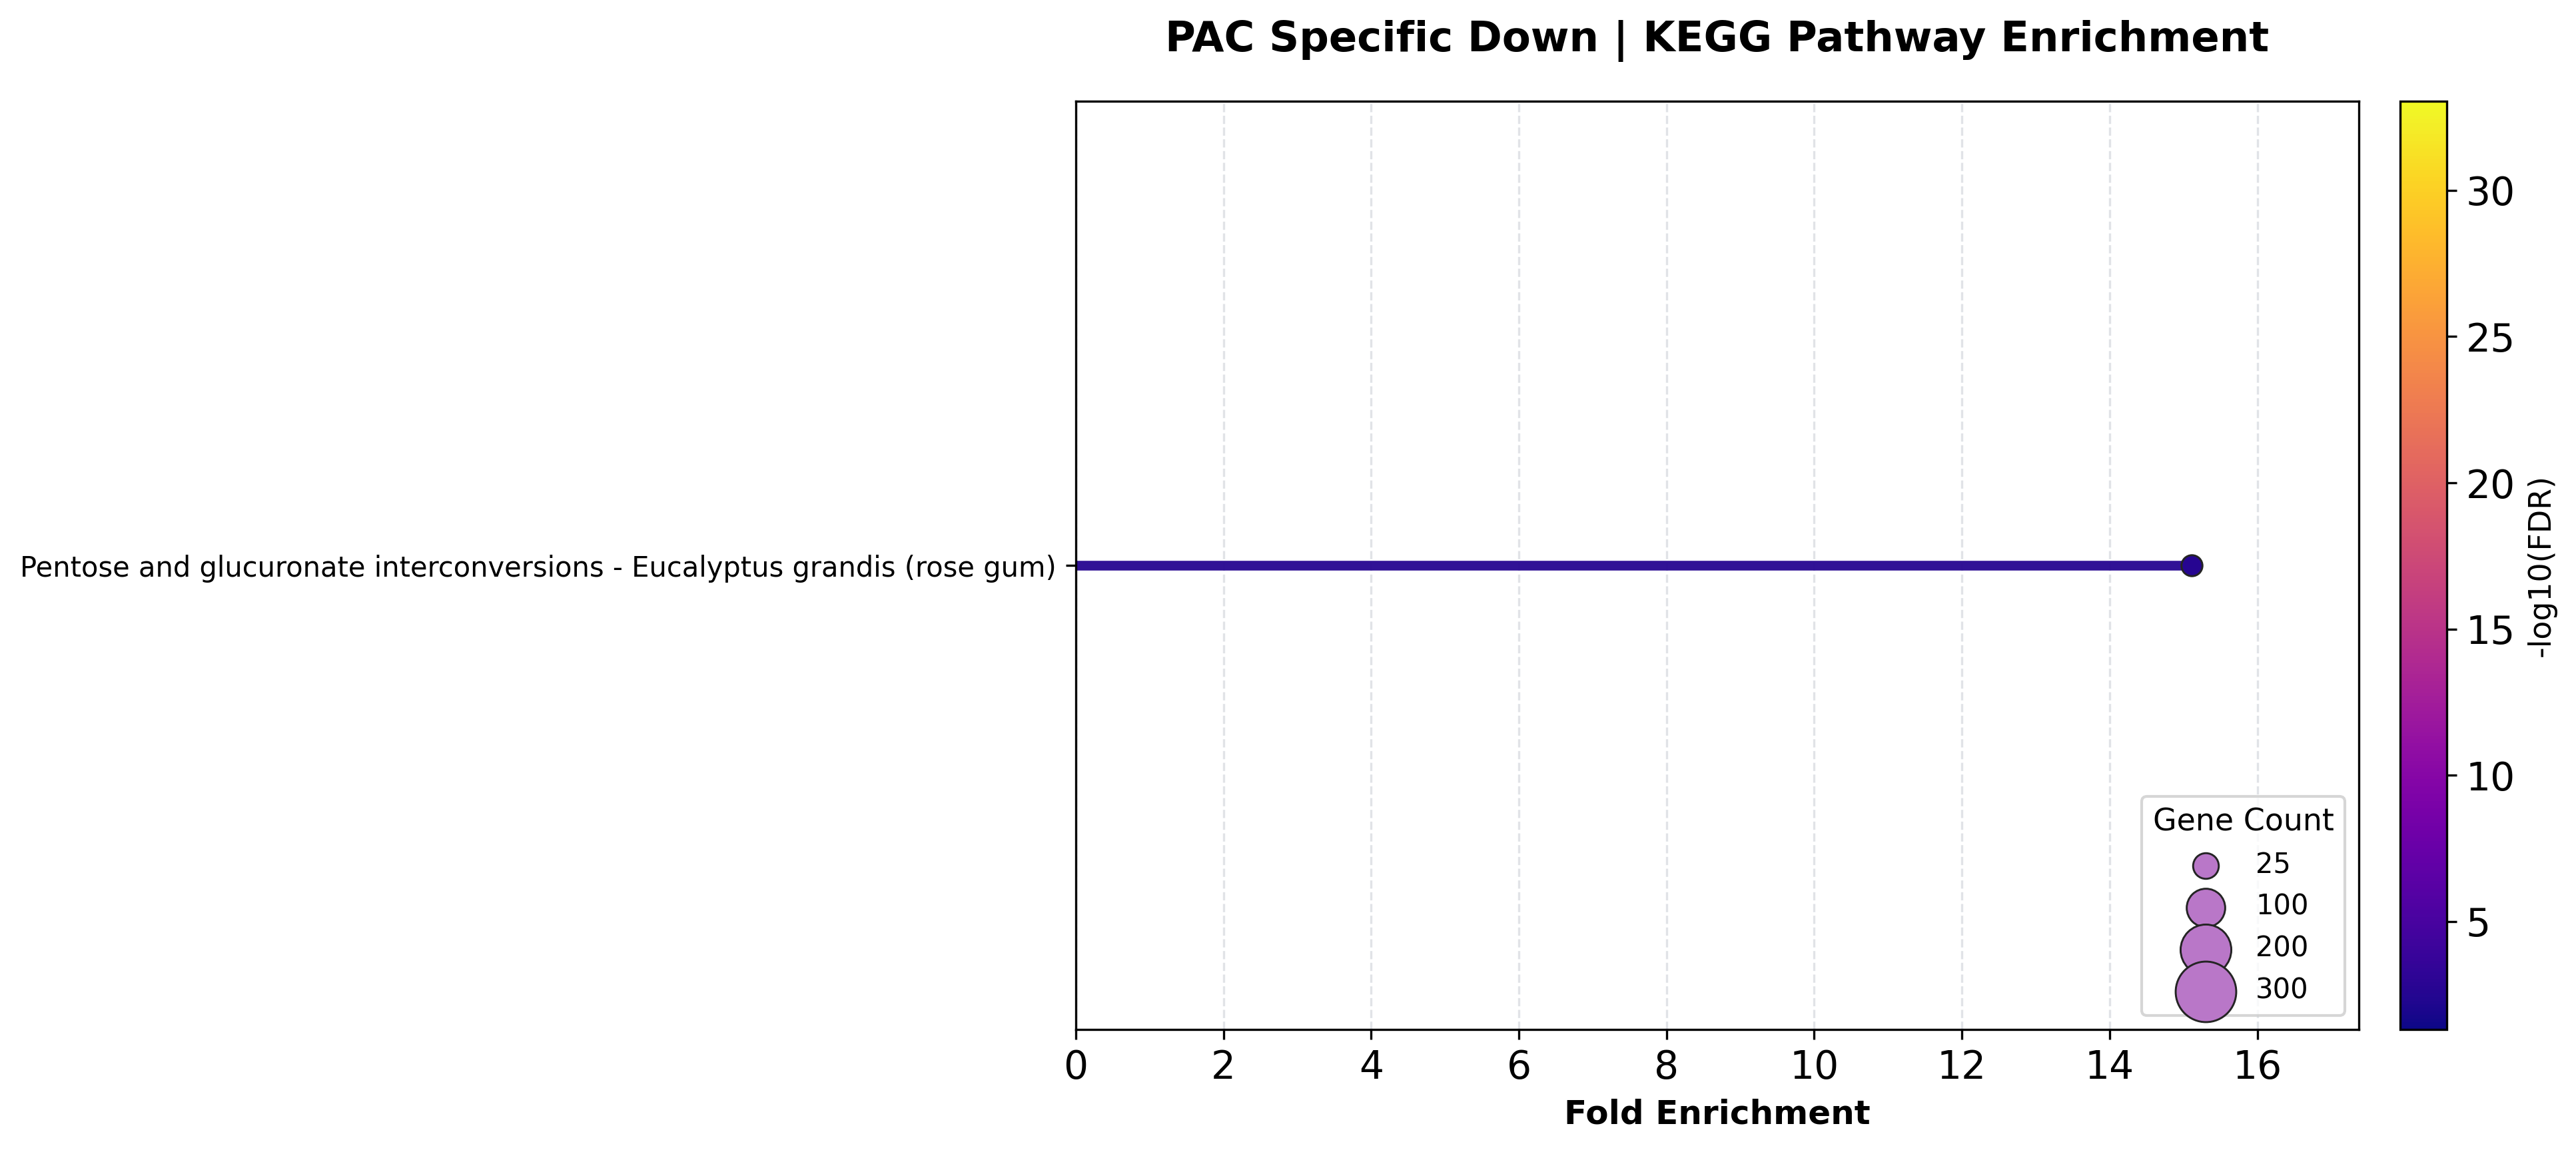 PAC Specific Down | KEGG Pathway Enrichment
Pentose and glucuronate interconversions - Eucalyptus grandis (rose gum)
Gene Count
25
100
200
300
0 2 4 6 8 10 12 14 16
Fold Enrichment
30
25
20
15
10
5
-log10(FDR)